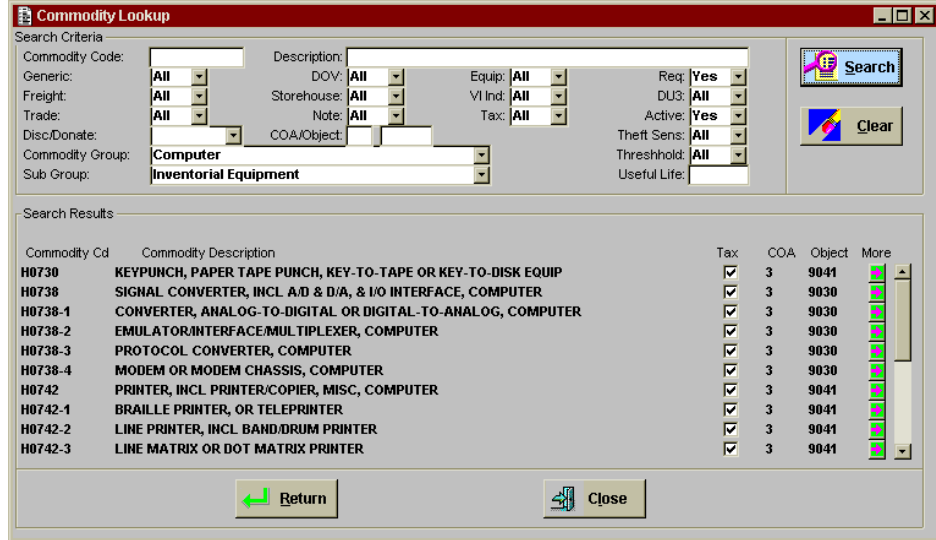 Commodity Lookup
Search Criteria
Commodity Code: Description:
Generic: All DOV: All Equip: All Req: Yes
Freight: All Storehouse: All VI Ind: All DU3: All
Trade: All Note: All Tax: All Active: Yes
Disc/Donate: COA/Object: Theft Sens: All
Commodity Group: Computer Threshhold: All
Sub Group: Inventorial Equipment Useful Life:
Search
Clear
Search Results
Commodity Cd Commodity Description Tax COA Object More
H0730 KEYPUNCH, PAPER TAPE PUNCH, KEY-TO-TAPE OR KEY-TO-DISK EQUIP 3 9041
H0738 SIGNAL CONVERTER, INCL A/D & D/A, & I/O INTERFACE, COMPUTER 3 9030
H0738-1 CONVERTER, ANALOG-TO-DIGITAL OR DIGITAL-TO-ANALOG, COMPUTER 3 9030
H0738-2 EMULATOR/INTERFACE/MULTIPLEXER, COMPUTER 3 9030
H0738-3 PROTOCOL CONVERTER, COMPUTER 3 9030
H0738-4 MODEM OR MODEM CHASSIS, COMPUTER 3 9030
H0742 PRINTER, INCL PRINTER/COPIER, MISC, COMPUTER 3 9041
H0742-1 BRAILLE PRINTER, OR TELEPRINTER 3 9041
H0742-2 LINE PRINTER, INCL BAND/DRUM PRINTER 3 9041
H0742-3 LINE MATRIX OR DOT MATRIX PRINTER 3 9041
Return Close